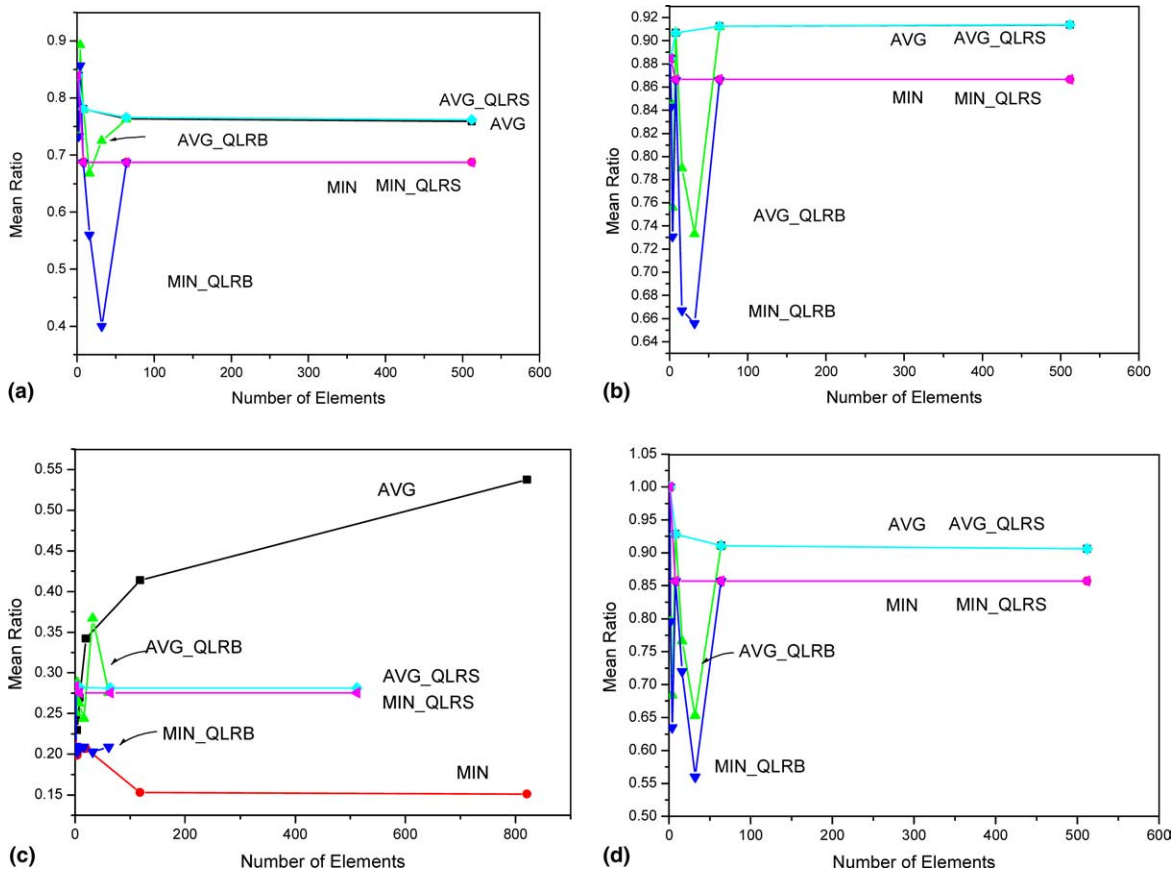 0.9
0.8
0.7
0.6
0.5
0.4
Mean Ratio
AVG_QLRS
AVG
AVG_QLRB
MIN MIN_QLRS
MIN_QLRB
0 100 200 300 400 500 600
(a)
Number of Elements
0.92
0.90
0.88
0.86
0.84
0.82
0.80
0.78
0.76
0.74
0.72
0.70
0.68
0.66
0.64
Mean Ratio
AVG AVG_QLRS
MIN MIN_QLRS
AVG_QLRB
MIN_QLRB
0 100 200 300 400 500 600
(b)
Number of Elements
0.55
0.50
0.45
0.40
0.35
0.30
0.25
0.20
0.15
Mean Ratio
AVG
AVG_QLRB
AVG_QLRS
MIN_QLRS
MIN_QLRB
MIN
0 200 400 600 800
(c)
Number of Elements
1.05
1.00
0.95
0.90
0.85
0.80
0.75
0.70
0.65
0.60
0.55
0.50
Mean Ratio
AVG AVG_QLRS
MIN MIN_QLRS
AVG_QLRB
MIN_QLRB
0 100 200 300 400 500 600
(d)
Number of Elements